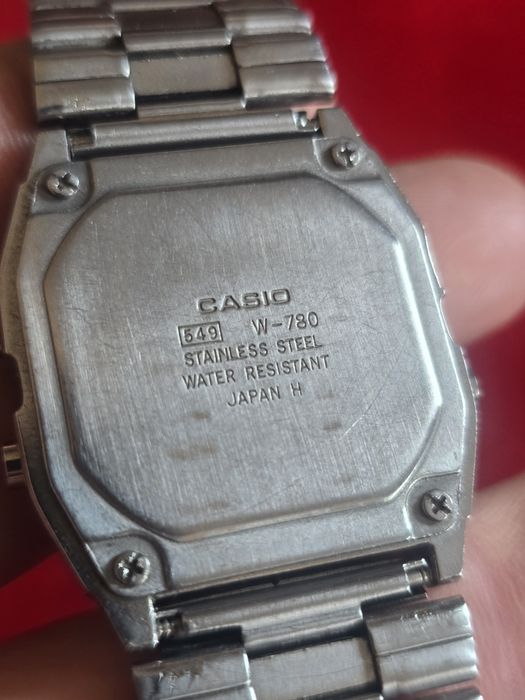 CASIO
549 W-780
STAINLESS STEEL
WATER RESISTANT
JAPAN H